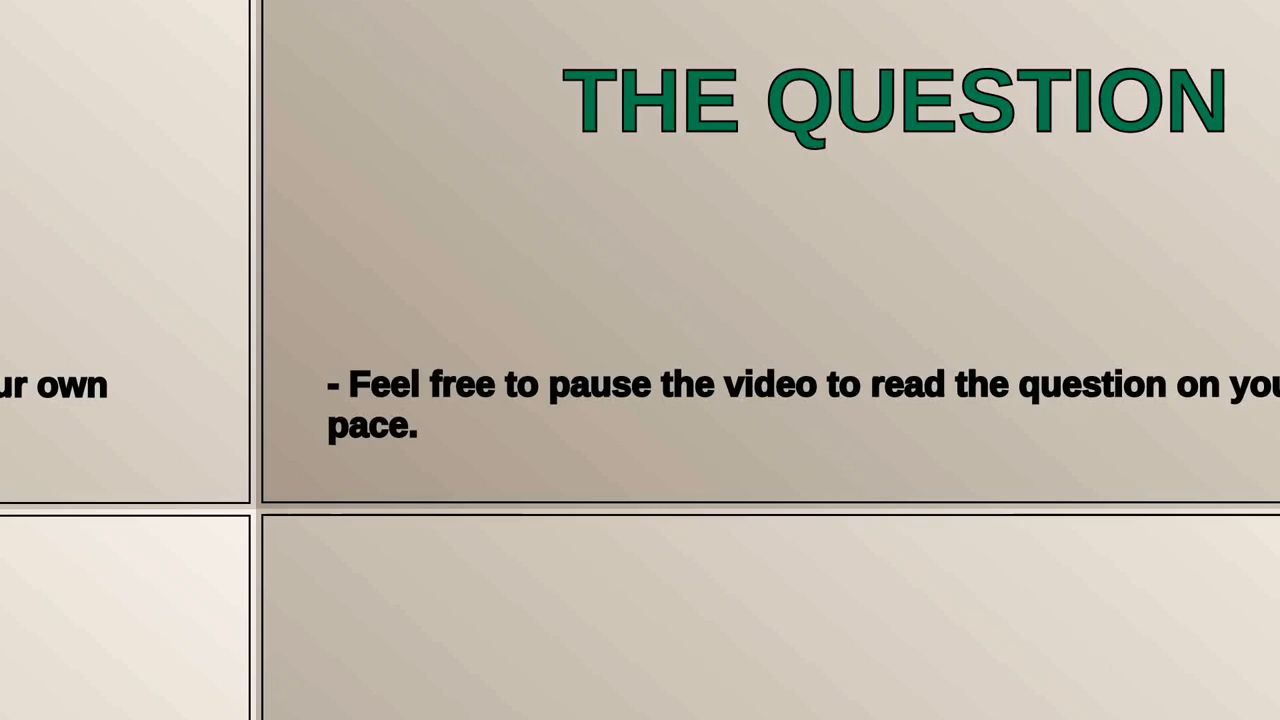 THE QUESTION
ur own
- Feel free to pause the video to read the question on you
pace.